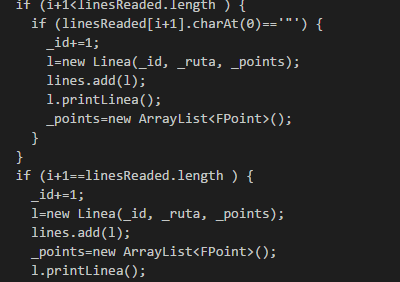 if (i+1<linesReaded.length ) {
if (linesReaded[i+1].charAt(0)=='"') {
_id+=1;
l=new Linea(_id, _ruta, _points);
lines.add(l);
l.printLinea();
_points=new ArrayList<FPoint>();
}
}
if (i+1==linesReaded.length ) {
_id+=1;
l=new Linea(_id, _ruta, _points);
lines.add(l);
_points=new ArrayList<FPoint>();
l.printLinea();